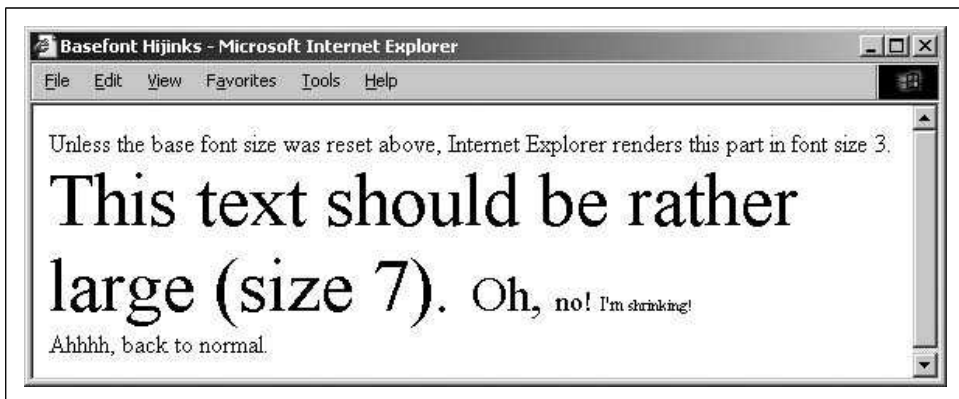 Basefont Hijinks - Microsoft Internet Explorer
File Edit View Favorites Tools Help
Unless the base font size was reset above, Internet Explorer renders this part in font size 3.
This text should be rather
large (size 7). Oh, no! I'm shrinking!
Ahhhh, back to normal.